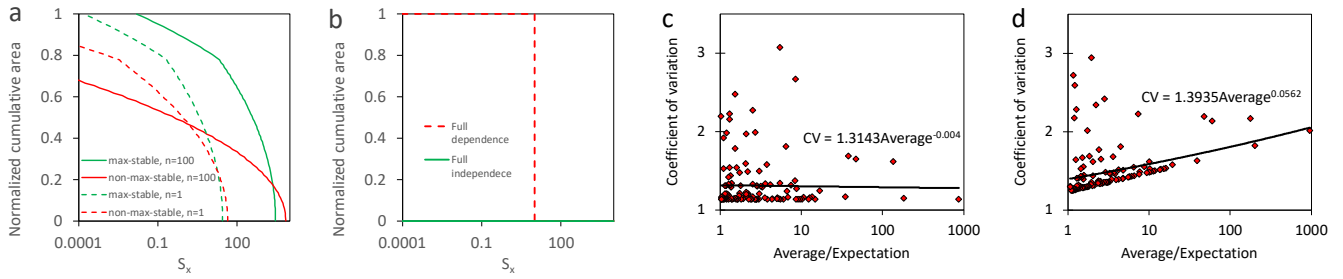 a
Normalized cumulative area
1
0.8
0.6
0.4
0.2
0
max-stable, n=100
non-max-stable, n=100
max-stable, n=1
non-max-stable, n=1
0.0001
0.1
100
Sx
b
Normalized cumulative area
1
0.8
0.6
0.4
0.2
0
Full
dependence
Full
independece
0.0001
0.1
100
Sx
c
Coefficient of variation
3
2
1
CV = 1.3143Average-0.004
1
10
100
1000
Average/Expectation
d
Coefficient of variation
3
2
1
CV = 1.3935Average0.0562
1
10
100
1000
Average/Expectation